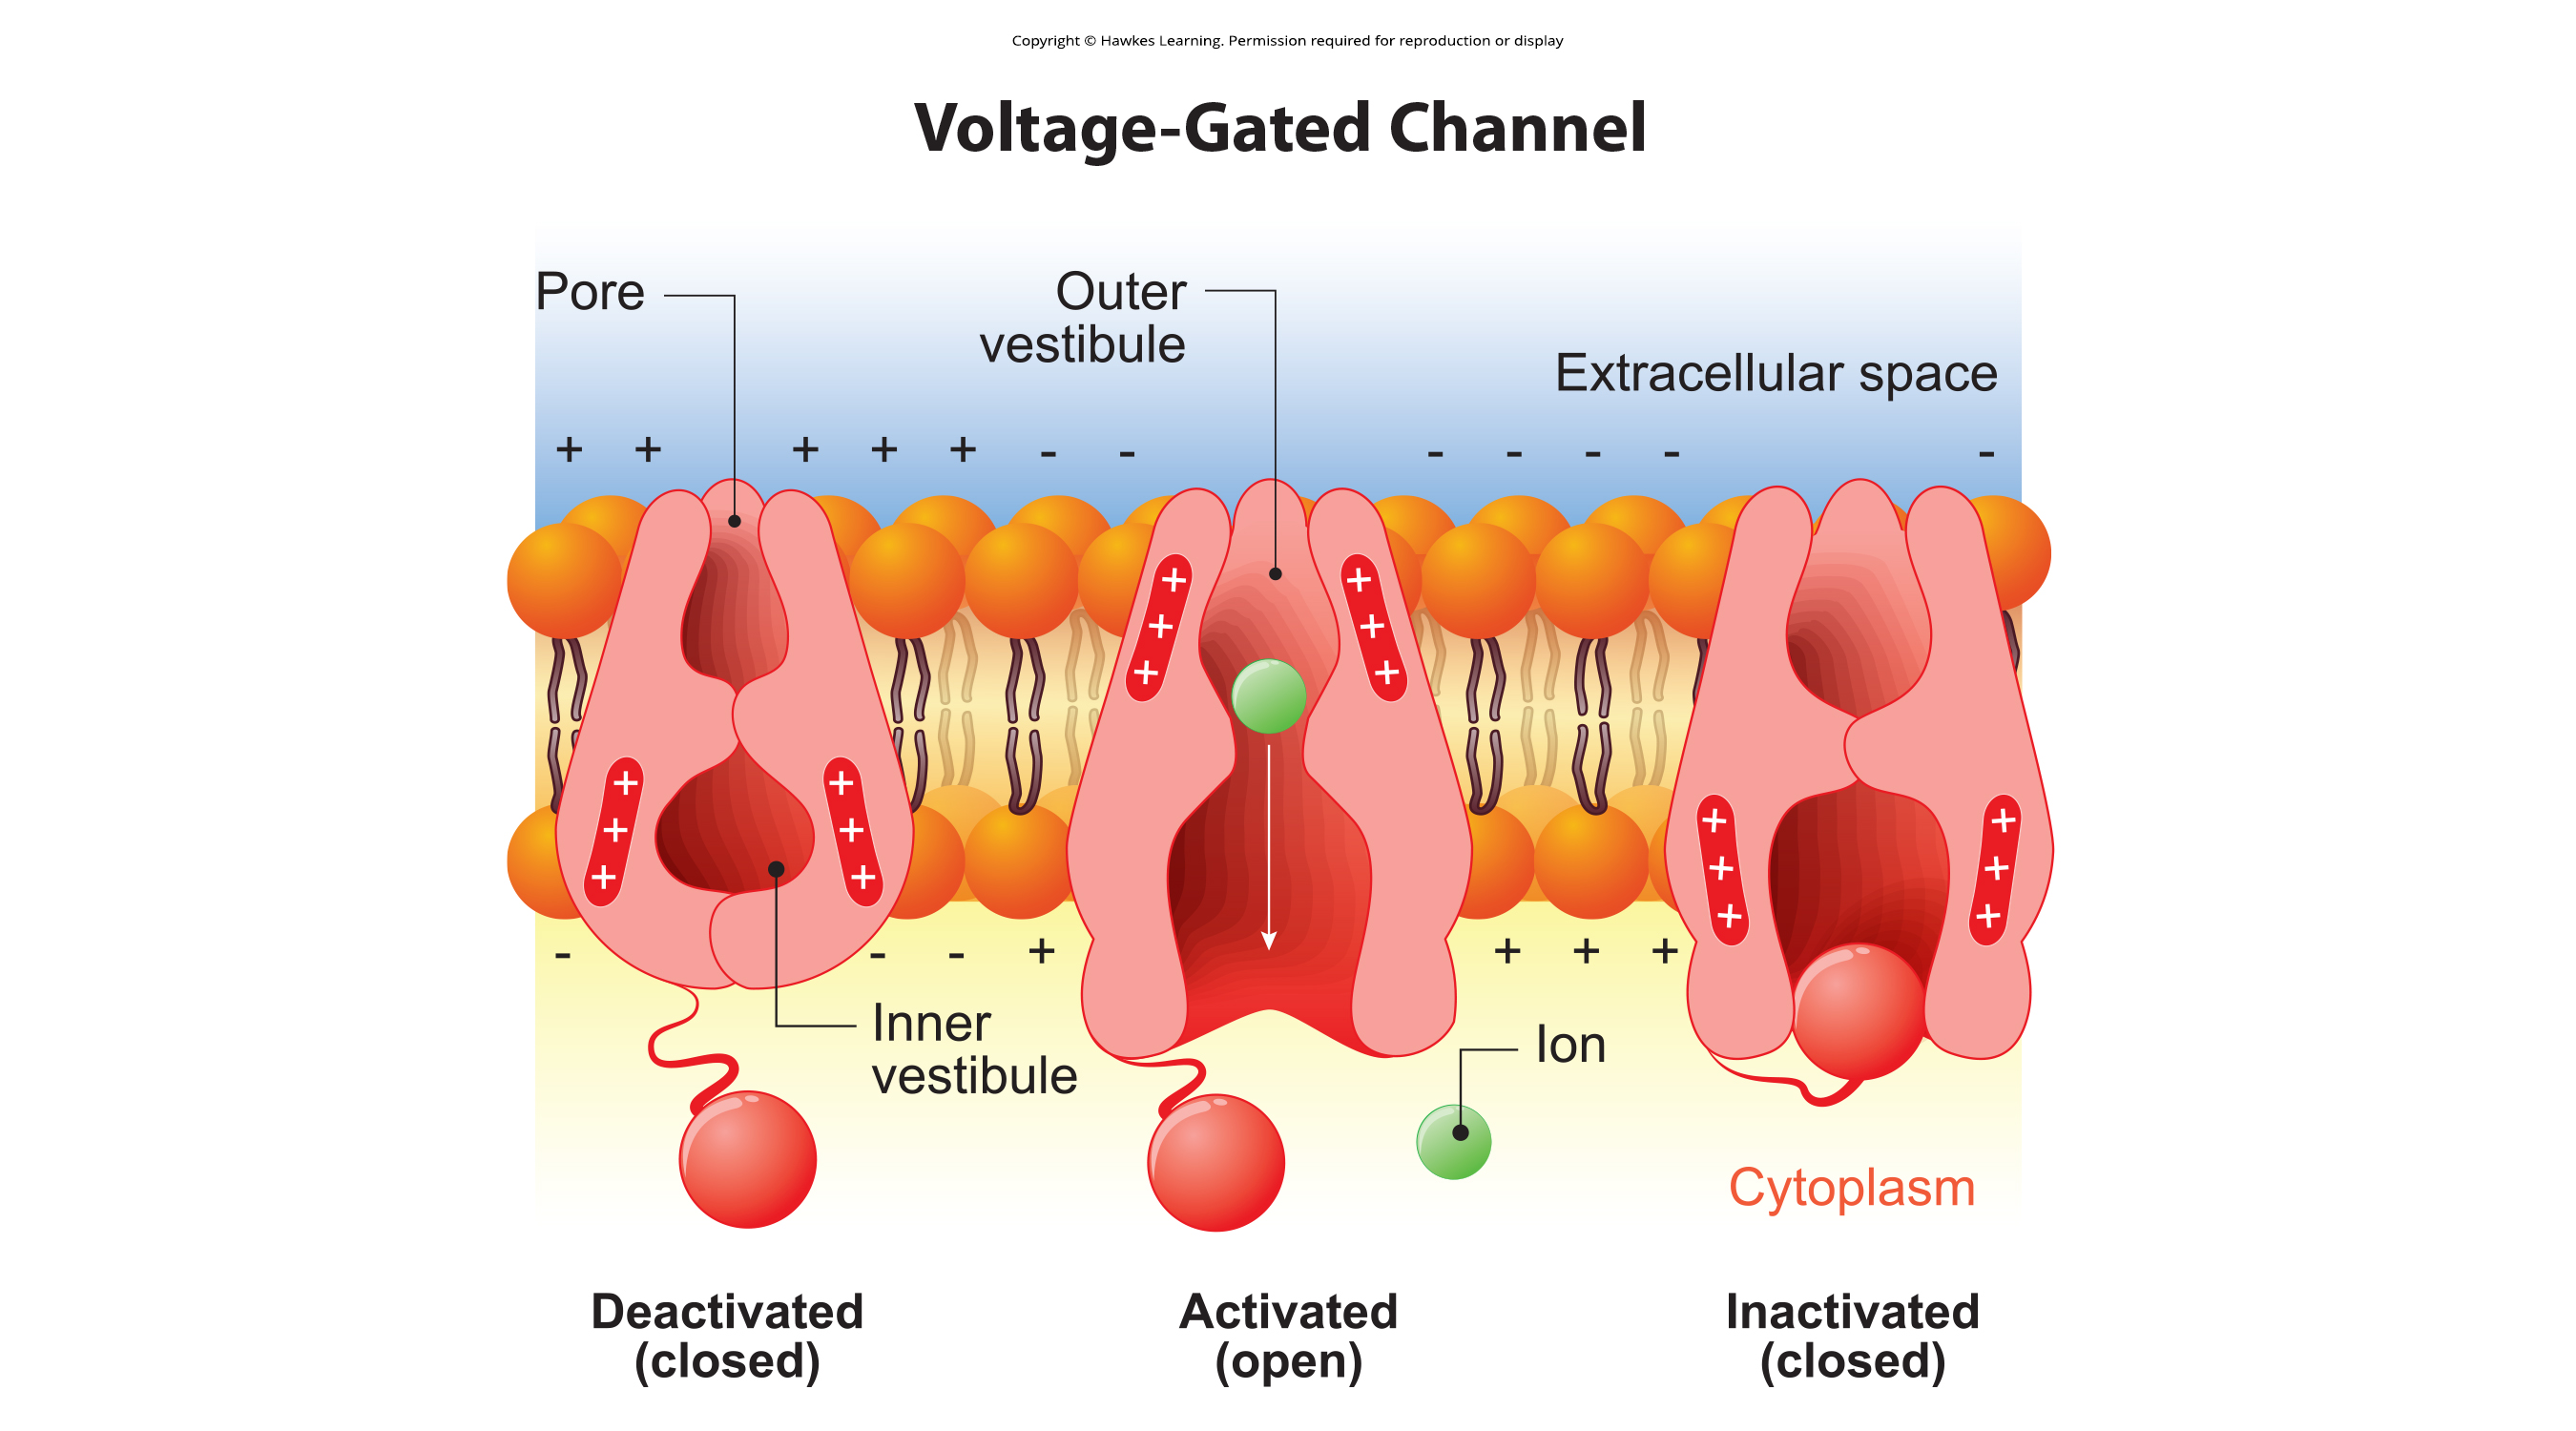 Copyright © Hawkes Learning. Permission required for reproduction or display
Voltage-Gated Channel
Pore
Outer
vestibule
Extracellular space
+ + + + + - - - - - - -
+ +
+ +
+ +
+ +
+ +
+ +
+ +
+ +
+ +
- - - + + + +
Inner
vestibule
Ion
Cytoplasm
Deactivated
(closed)
Activated
(open)
Inactivated
(closed)